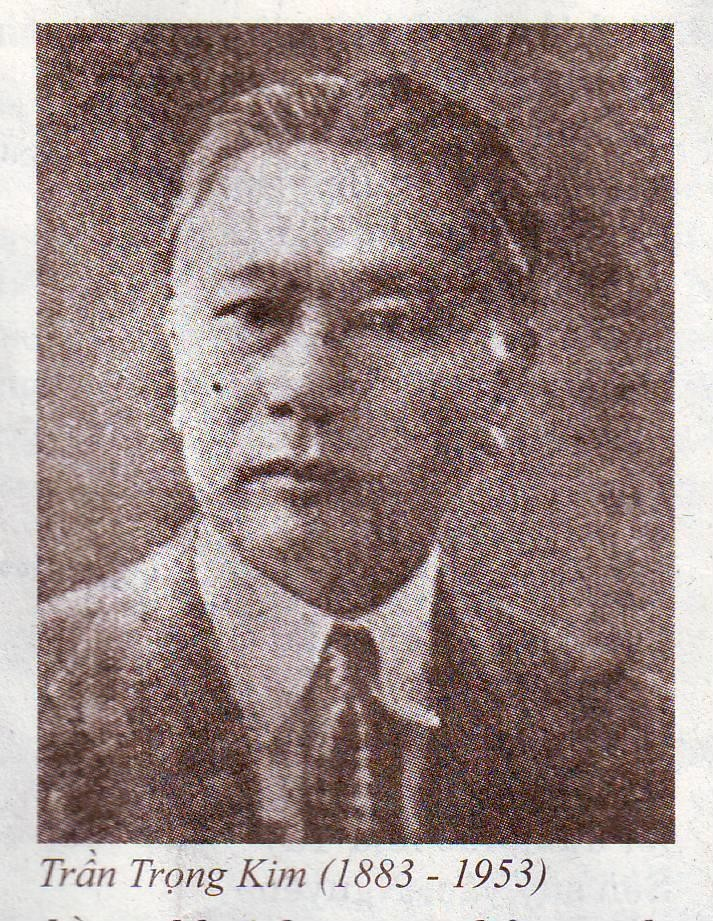 Trần Trọng Kim (1883 - 1953)